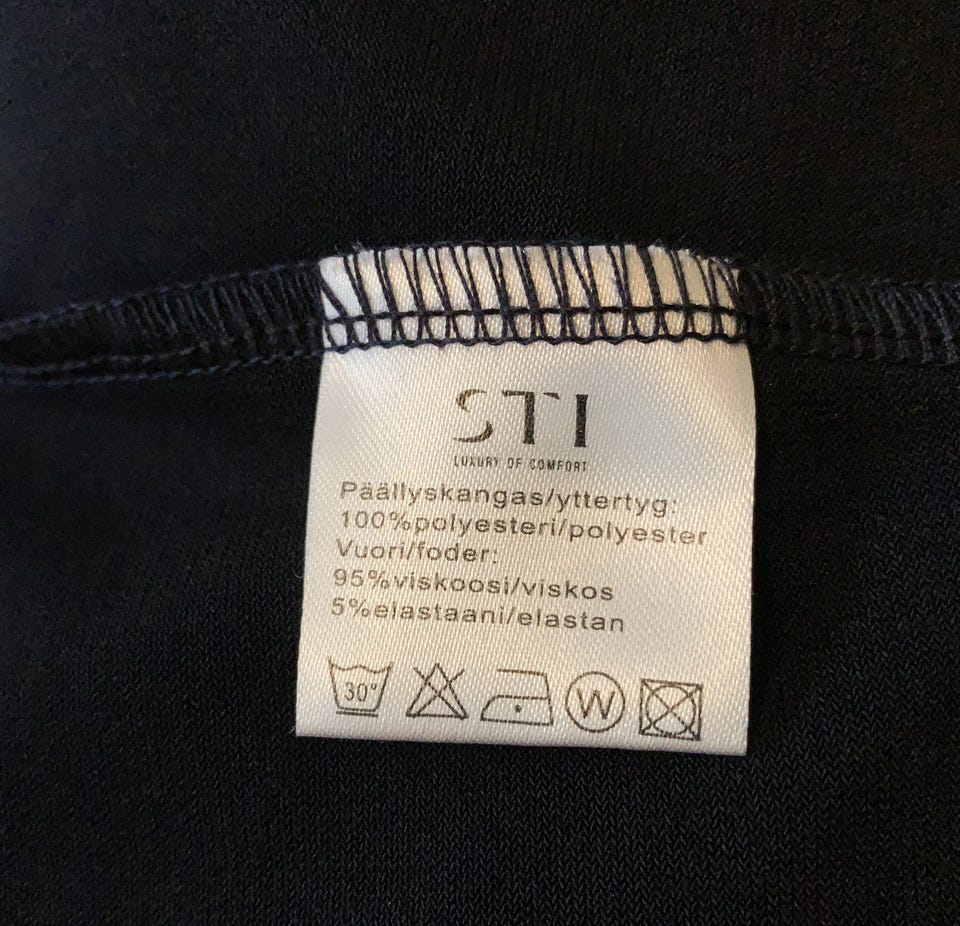 STI
LUXURY OF COMFORT
Päällyskangas/yttertyg:
100%polyesteri/polyester
Vuori/foder:
95%viskoosi/viskos
5%elastaani/elastan
30° W